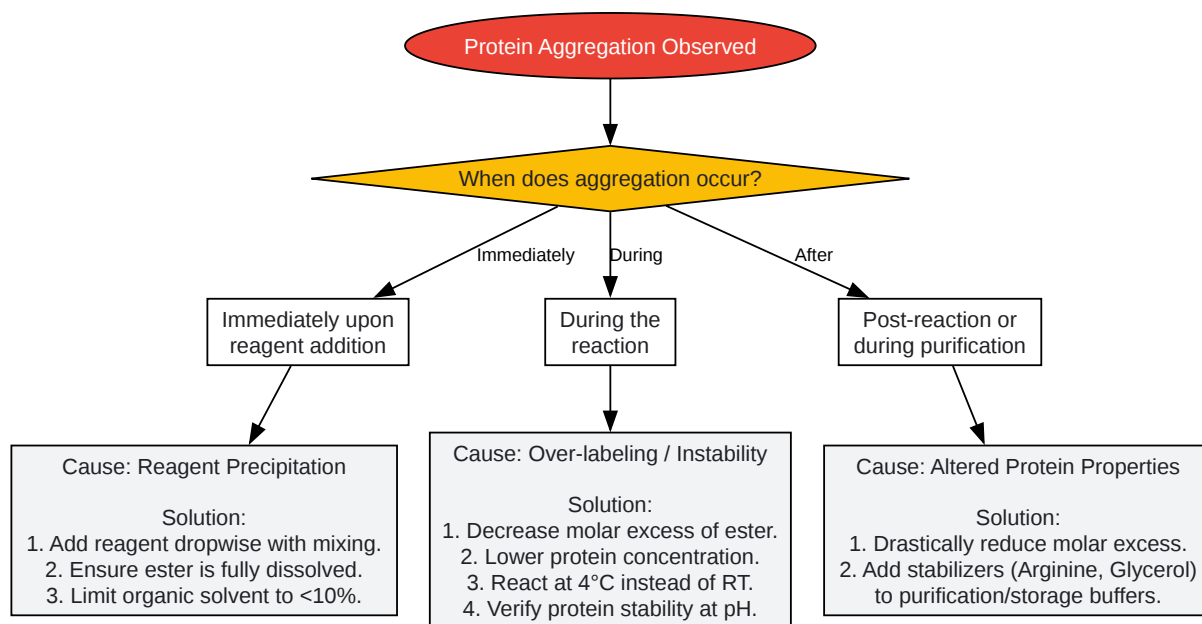 Protein Aggregation Observed
When does aggregation occur?
Immediately
During
After
Immediately upon
reagent addition
During the
reaction
Post-reaction or
during purification
Cause: Reagent Precipitation
Solution:
1. Add reagent dropwise with mixing.
2. Ensure ester is fully dissolved.
3. Limit organic solvent to <10%.
Cause: Over-labeling / Instability
Solution:
1. Decrease molar excess of ester.
2. Lower protein concentration.
3. React at 4°C instead of RT.
4. Verify protein stability at pH.
Cause: Altered Protein Properties
Solution:
1. Drastically reduce molar excess.
2. Add stabilizers (Arginine, Glycerol)
to purification/storage buffers.